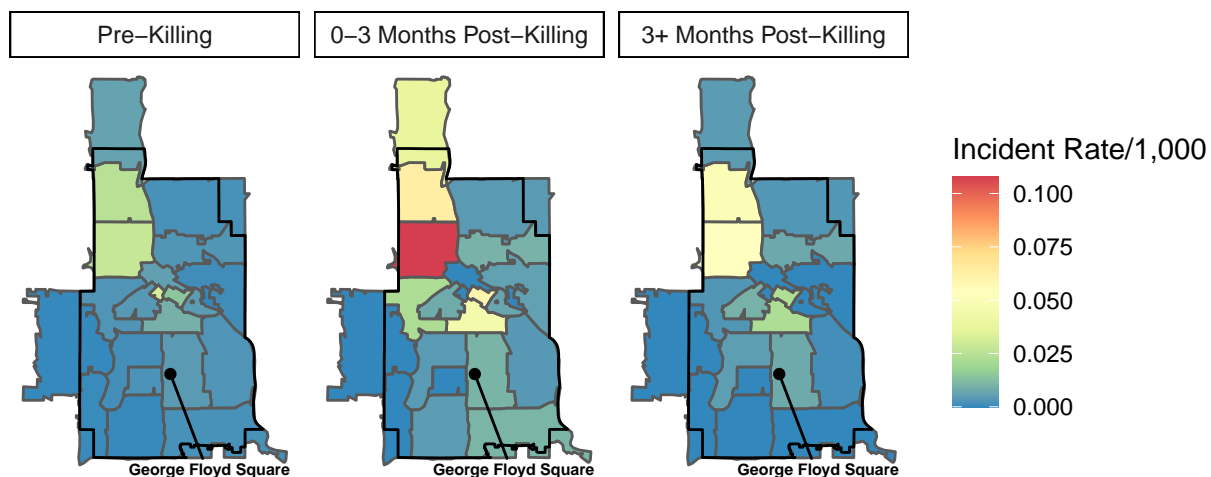 Pre−Killing
0−3 Months Post−Killing
3+ Months Post−Killing
Incident Rate/1,000
0.100
0.075
0.050
0.025
0.000
George Floyd Square
George Floyd Square
George Floyd Square